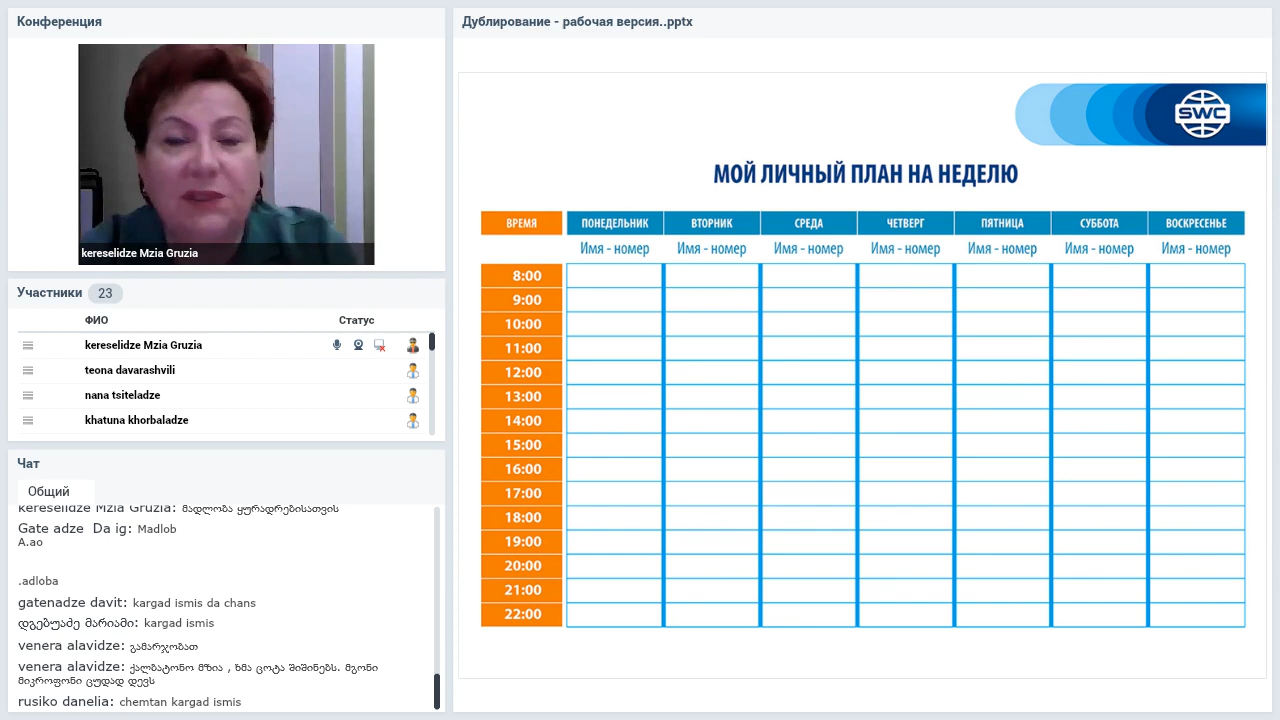 Конференция
kereselidze Mzia Gruzia
Участники 23
ФИО Статус
kereselidze Mzia Gruzia
teona davarashvili
nana tsiteladze
khatuna khorbaladze
Чат
Общий
kereselidze Mzia Gruzia: მადლობა ყურადრებისათვის
Gate adze Da ig: Madlob
A.ao
.adloba
gatenadze davit: kargad ismis da chans
დგებუაძე მარიამი: kargad ismis
venera alavidze: გამარჯობათ
venera alavidze: ქალბატონო მზია , ხმა ცოტა შიშინებს. მგონი
მიკროფონი ცუდად დევს
rusiko danelia: chemtan kargad ismis
Дублирование - рабочая версия..pptx
SWC
МОЙ ЛИЧНЫЙ ПЛАН НА НЕДЕЛЮ
ВРЕМЯ ПОНЕДЕЛЬНИК ВТОРНИК СРЕДА ЧЕТВЕРГ ПЯТНИЦА СУББОТА ВОСКРЕСЕНЬЕ
Имя - номер Имя - номер Имя - номер Имя - номер Имя - номер Имя - номер Имя - номер
8:00
9:00
10:00
11:00
12:00
13:00
14:00
15:00
16:00
17:00
18:00
19:00
20:00
21:00
22:00